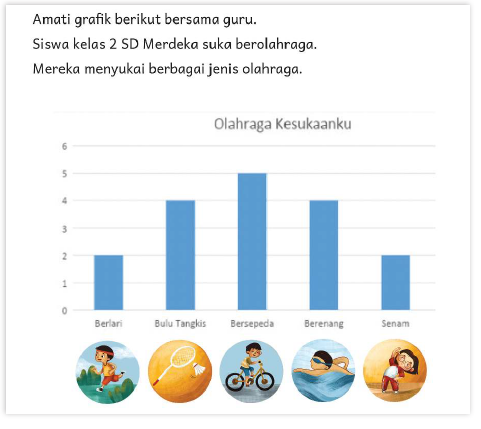 Amati grafik berikut bersama guru.
Siswa kelas 2 SD Merdeka suka berolahraga.
Mereka menyukai berbagai jenis olahraga.
Olahraga Kesukaanku
6
5
4
3
2
1
0
Berlari Bulu Tangkis Bersepeda Berenang Senam